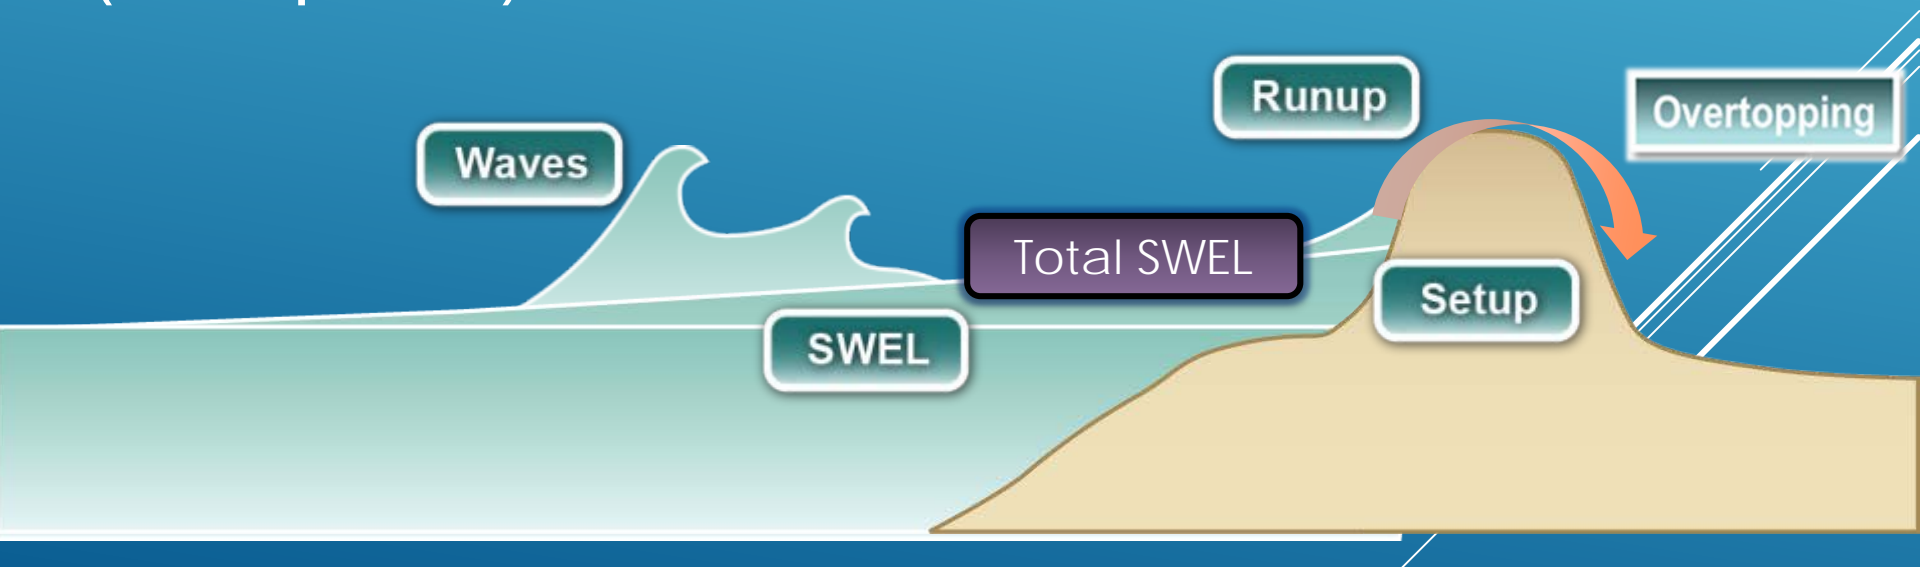 Runup
Overtopping
Waves
Total SWEL
Setup
SWEL